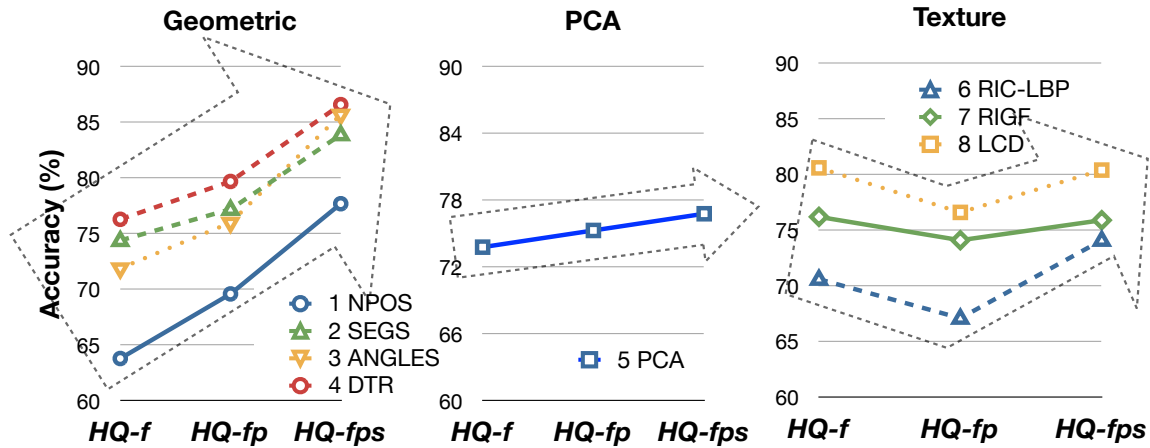 Geometric
Accuracy (%)
90
85
80
75
70
65
60
1 NPOS
2 SEGS
3 ANGLES
4 DTR
HQ-f HQ-fp HQ-fps
PCA
90
84
78
72
66
60
5 PCA
HQ-f HQ-fp HQ-fps
Texture
90
85
80
75
70
65
60
6 RIC-LBP
7 RIGF
8 LCD
HQ-f HQ-fp HQ-fps